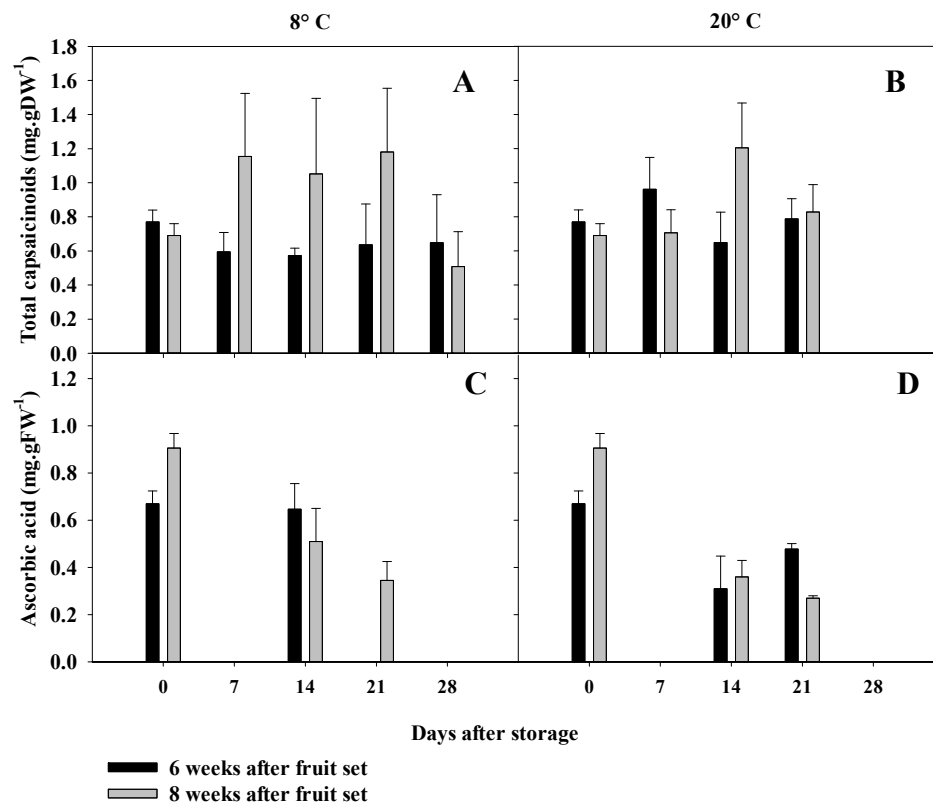 8° C
20° C
Total capsaicinoids (mg.gDW-1)
1.8
1.6
1.4
1.2
1.0
0.8
0.6
0.4
0.2
0.0
A
B
Ascorbic acid (mg.gFW-1)
1.2
1.0
0.8
0.6
0.4
0.2
0.0
C
D
0 7 14 21 28
0 7 14 21 28
Days after storage
6 weeks after fruit set
8 weeks after fruit set